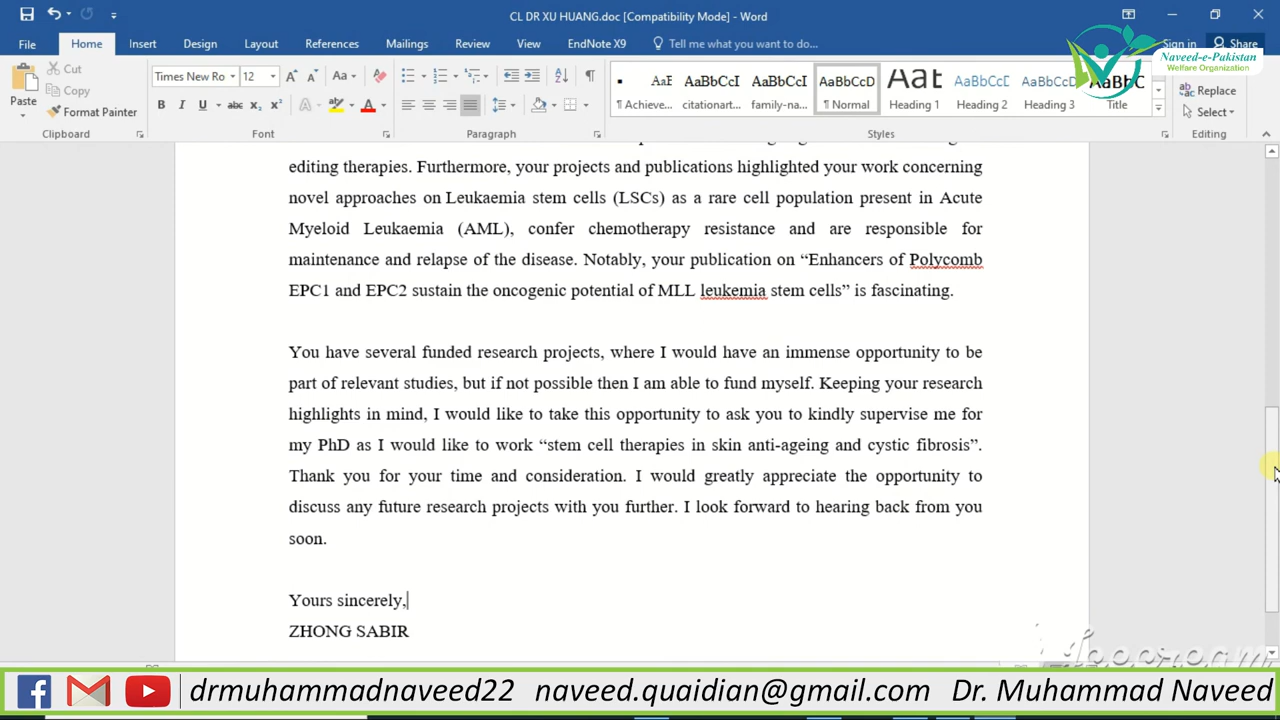 CL DR XU HUANG.doc [Compatibility Mode] - Word
File Home Insert Design Layout References Mailings Review View EndNote X9 Tell me what you want to do... Sign in Share
Naveed-e-Pakistan
Welfare Organization
Paste Cut Copy Format Painter
Times New Ro 12 Aa
B I U abc x₂ x² A A
AaBbCcI AaBbCcI AaBbCcD AaBbCcD AaBbCcD
¶ Achieve... citationart... family-na... ¶ Normal Heading 1 Heading 2 Heading 3 Title
Replace
Select
Clipboard Font Paragraph Styles Editing
editing therapies. Furthermore, your projects and publications highlighted your work concerning
novel approaches on Leukaemia stem cells (LSCs) as a rare cell population present in Acute
Myeloid Leukaemia (AML), confer chemotherapy resistance and are responsible for
maintenance and relapse of the disease. Notably, your publication on “Enhancers of Polycomb
EPC1 and EPC2 sustain the oncogenic potential of MLL leukemia stem cells” is fascinating.
You have several funded research projects, where I would have an immense opportunity to be
part of relevant studies, but if not possible then I am able to fund myself. Keeping your research
highlights in mind, I would like to take this opportunity to ask you to kindly supervise me for
my PhD as I would like to work “stem cell therapies in skin anti-ageing and cystic fibrosis”.
Thank you for your time and consideration. I would greatly appreciate the opportunity to
discuss any future research projects with you further. I look forward to hearing back from you
soon.
Yours sincerely,
ZHONG SABIR
drmuhammadnaveed22 naveed.quaidian@gmail.com Dr. Muhammad Naveed